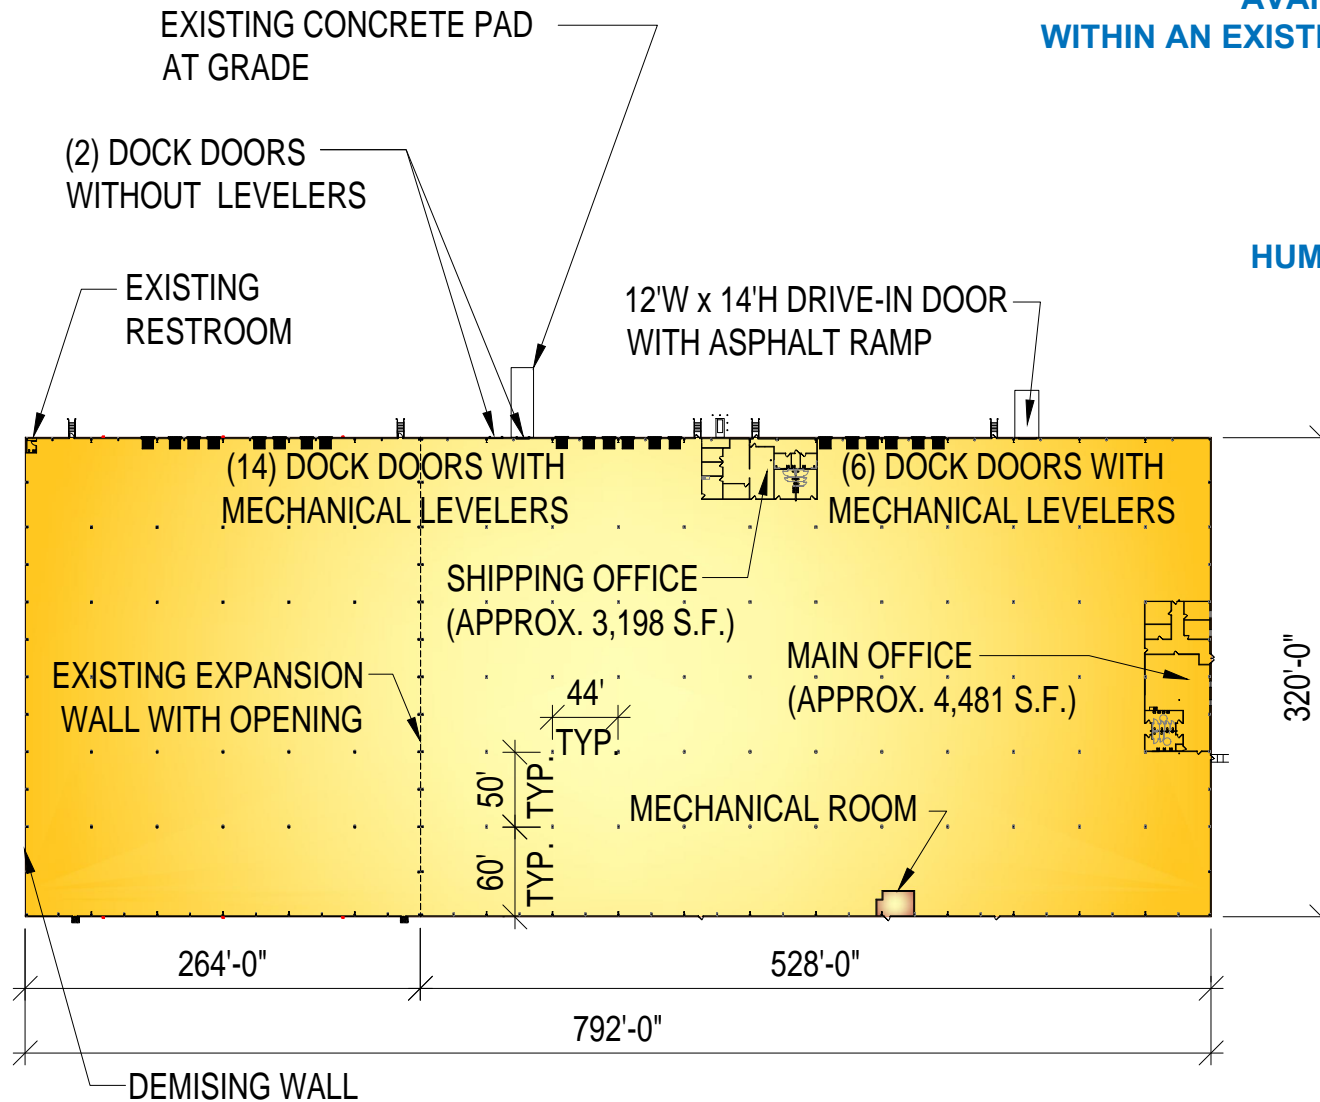 EXISTING CONCRETE PAD
AT GRADE
WITHIN AN
(2) DOCK DOORS
WITHOUT LEVELERS
EXISTING
RESTROOM
12'W x 14'H DRIVE-IN DOOR
WITH ASPHALT RAMP
(14) DOCK DOORS WITH
MECHANICAL LEVELERS
(6) DOCK DOORS WITH
MECHANICAL LEVELERS
SHIPPING OFFICE
(APPROX. 3,198 S.F.)
EXISTING EXPANSION
WALL WITH OPENING
MAIN OFFICE
(APPROX. 4,481 S.F.)
44'
TYP.
50'
TYP.
60'
TYP.
MECHANICAL ROOM
320'-0"
264'-0"
528'-0"
792'-0"
DEMISING WALL